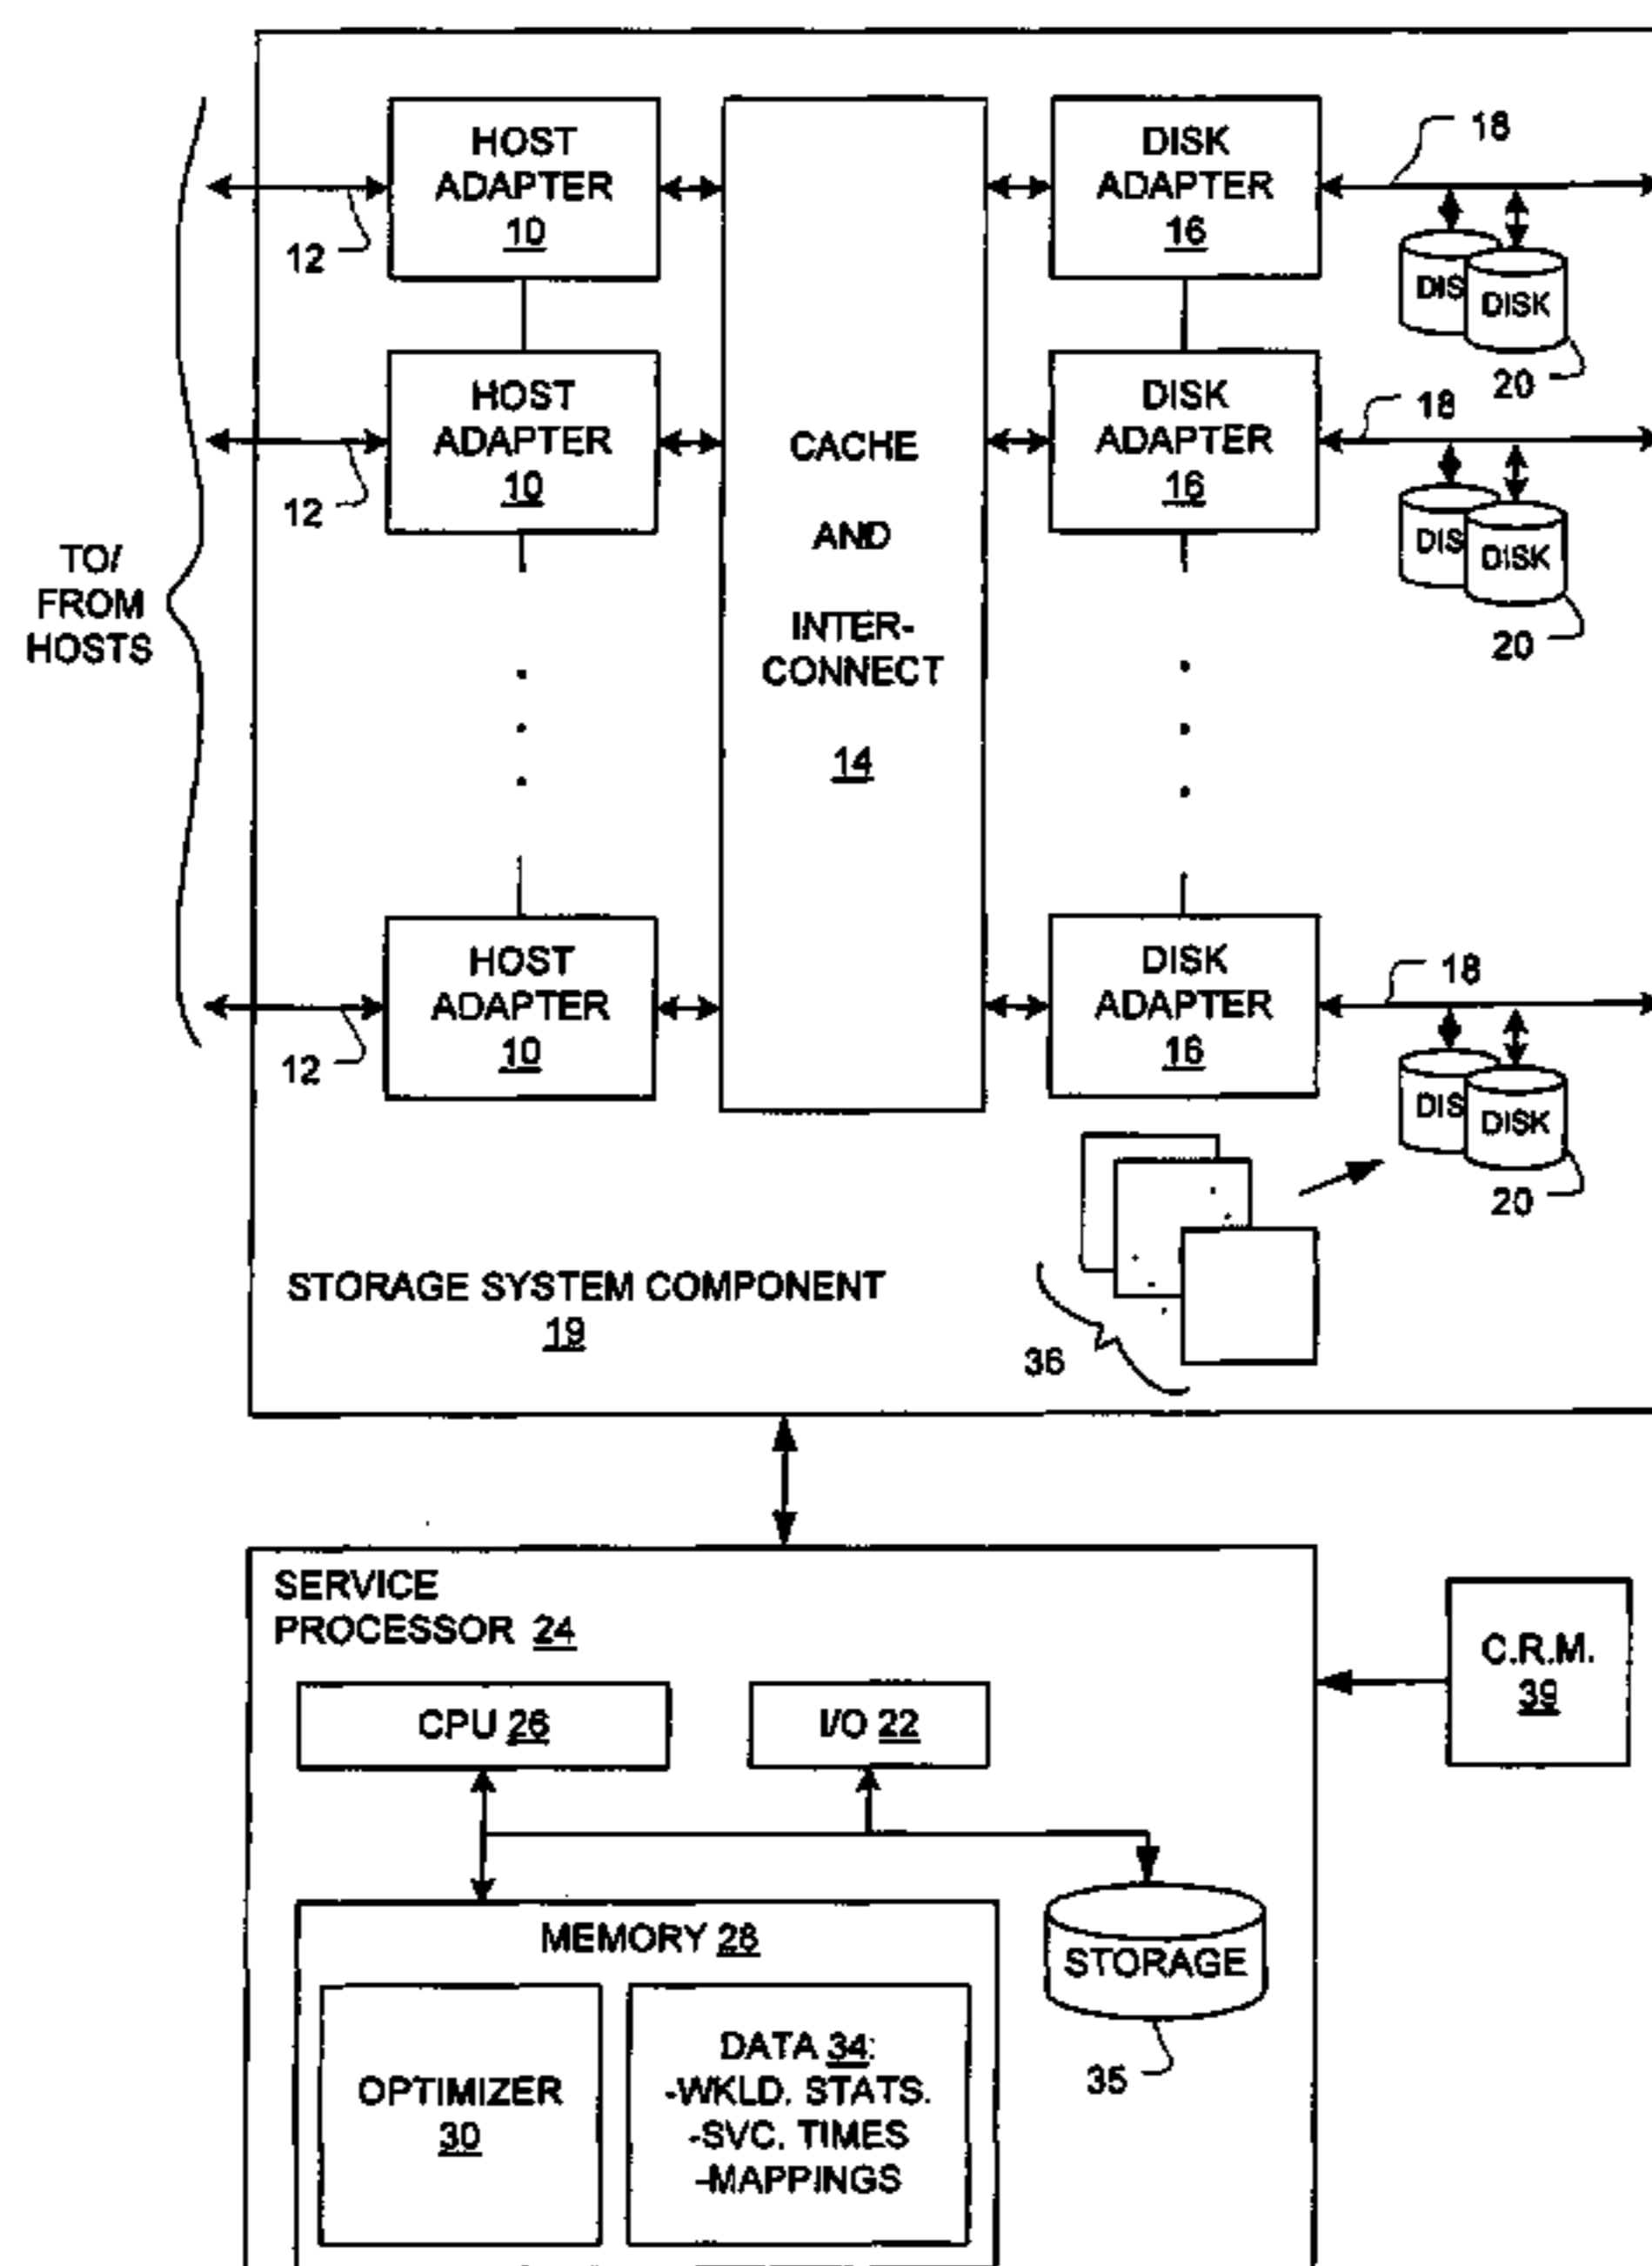 HOST
ADAPTER
10
DISK
ADAPTER
16
18
12
DIS
DISK
20
HOST
ADAPTER
10
DISK
ADAPTER
16
18
12
DIS
DISK
20
CACHE
AND
INTER-
CONNECT
14
TO/
FROM
HOSTS
HOST
ADAPTER
10
DISK
ADAPTER
16
18
12
DIS
DISK
20
STORAGE SYSTEM COMPONENT
19
36
SERVICE
PROCESSOR 24
C.R.M.
39
CPU 26
I/O 22
MEMORY 28
STORAGE
35
OPTIMIZER
30
DATA 34:
-WKLD. STATS.
-SVC. TIMES
-MAPPINGS